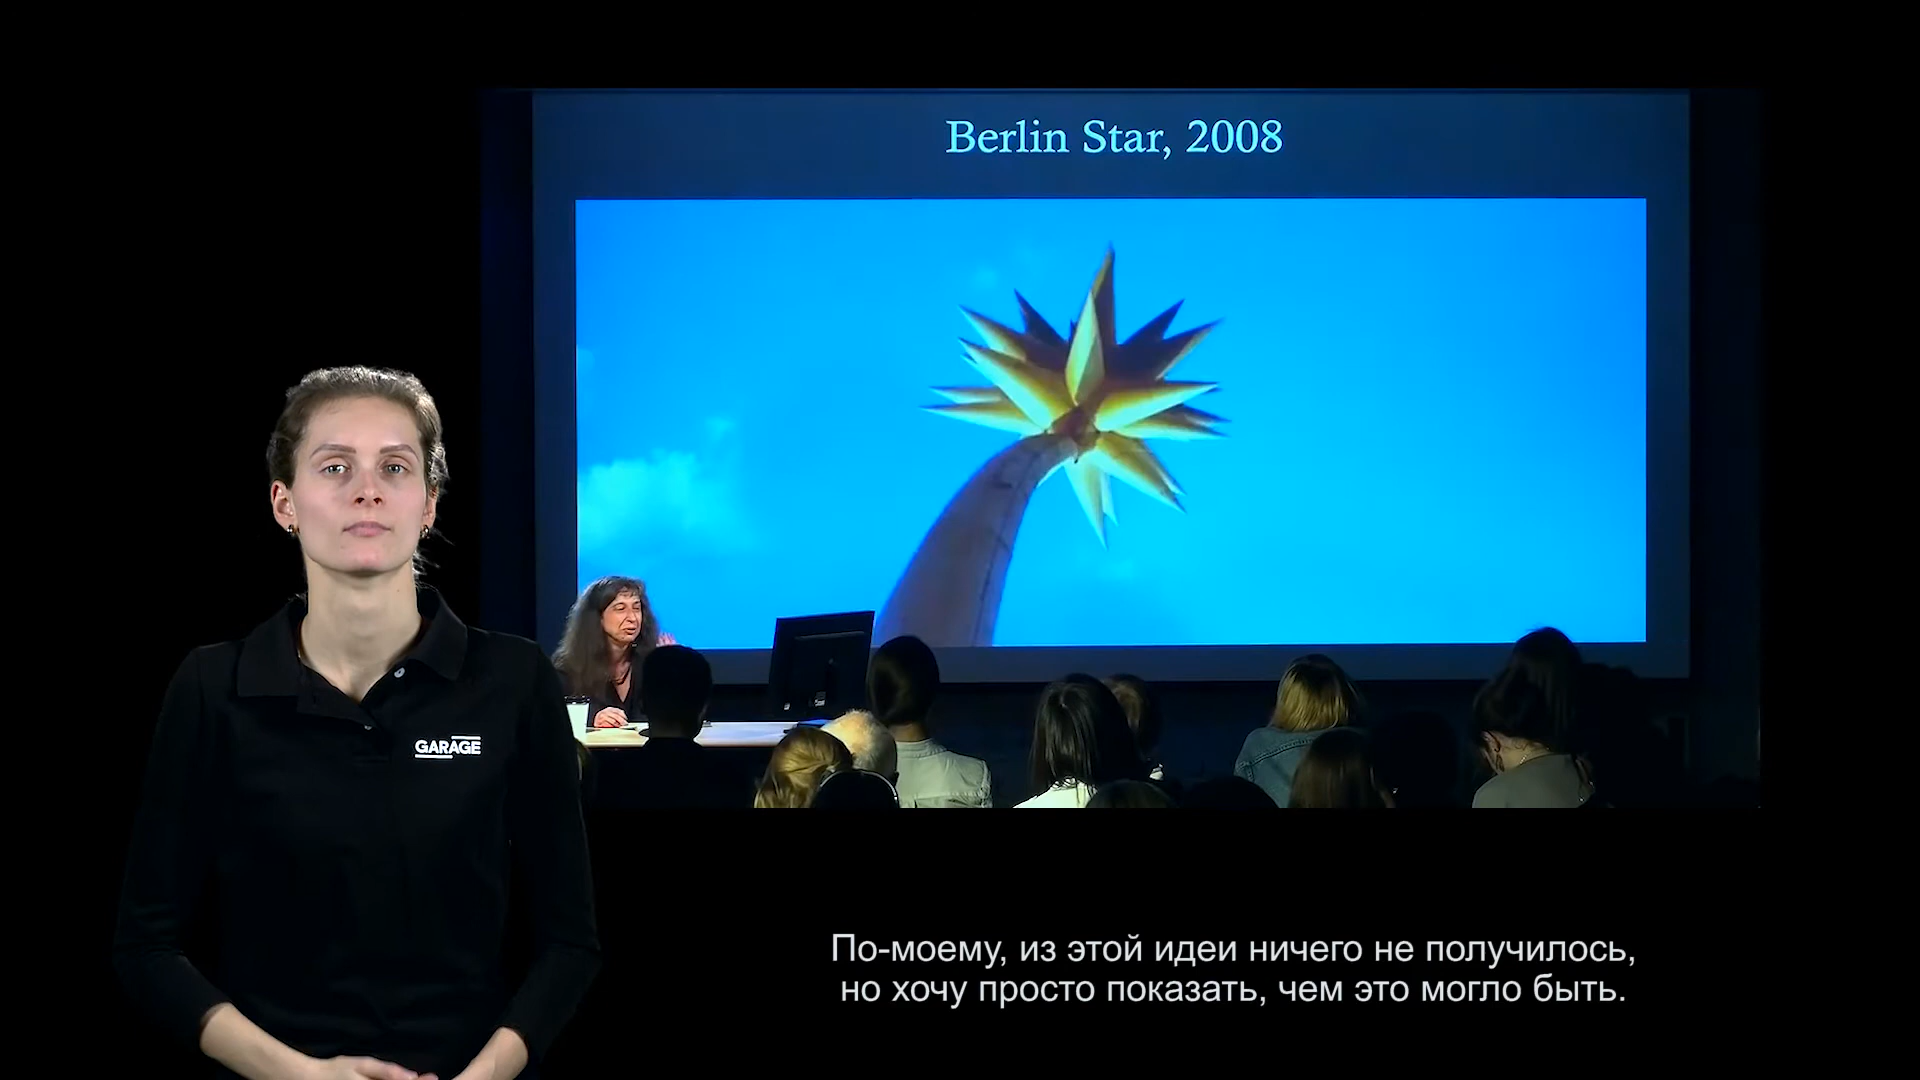 Berlin Star, 2008
GARAGE
По-моему, из этой идеи ничего не получилось,
но хочу просто показать, чем это могло быть.